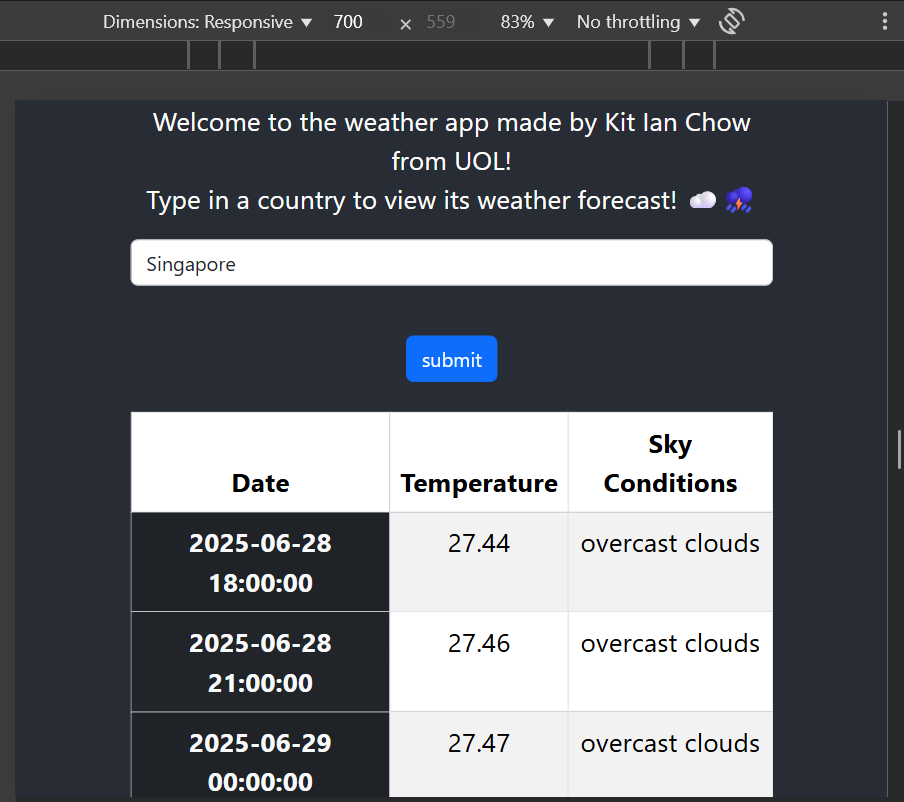 Dimensions: Responsive ▼ 700 × 559 83% ▼ No throttling ▼
Welcome to the weather app made by Kit Ian Chow
from UOL!
Type in a country to view its weather forecast! ☁️ ⛈️
Singapore
submit
Date Temperature Sky Conditions
2025-06-28 18:00:00 27.44 overcast clouds
2025-06-28 21:00:00 27.46 overcast clouds
2025-06-29 00:00:00 27.47 overcast clouds